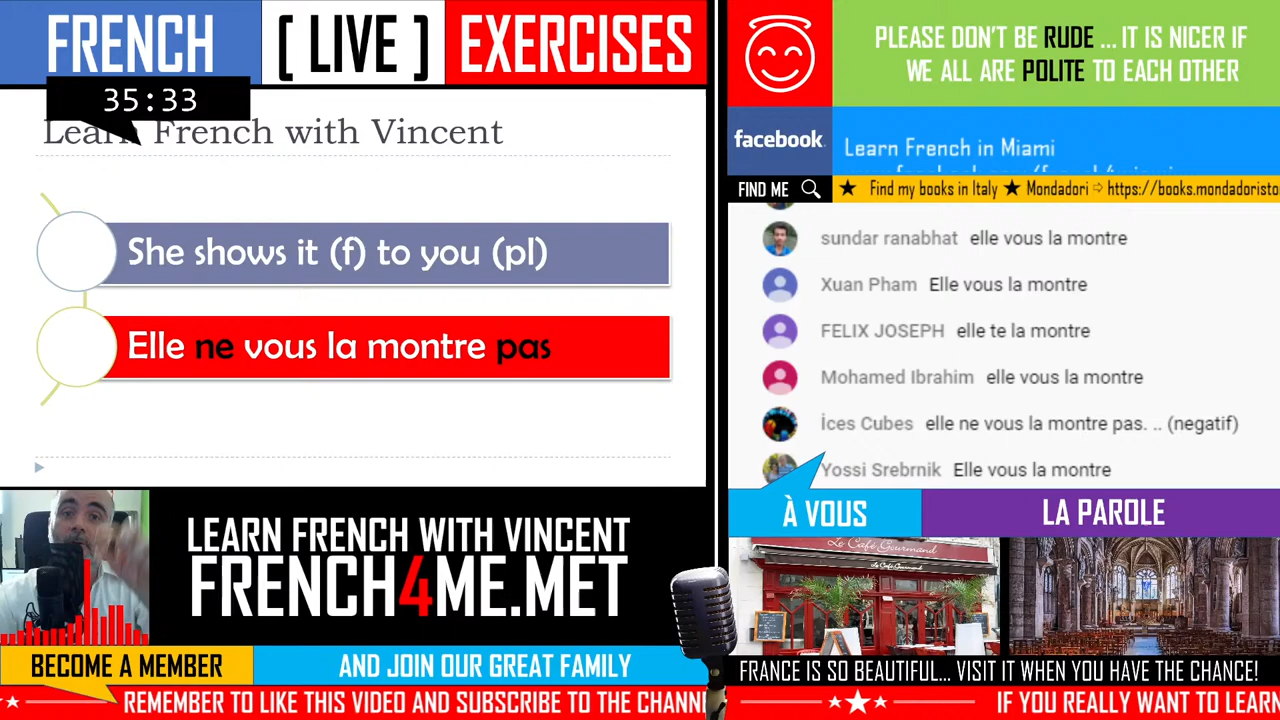 FRENCH [ LIVE ] EXERCISES
35:33
Learn French with Vincent
She shows it (f) to you (pl)
Elle ne vous la montre pas
LEARN FRENCH WITH VINCENT
FRENCH4ME.MET
BECOME A MEMBER
AND JOIN OUR GREAT FAMILY
REMEMBER TO LIKE THIS VIDEO AND SUBSCRIBE TO THE CHANN
PLEASE DON'T BE RUDE ... IT IS NICER IF
WE ALL ARE POLITE TO EACH OTHER
facebook
Learn French in Miami
FIND ME
★ Find my books in Italy ★ Mondadori ⇨ https://books.mondadoristo
sundar ranabhat elle vous la montre
Xuan Pham Elle vous la montre
FELIX JOSEPH elle te la montre
Mohamed Ibrahim elle vous la montre
İces Cubes elle ne vous la montre pas. .. (negatif)
Yossi Srebrnik Elle vous la montre
À VOUS
LA PAROLE
Le Café Gourmand
Le Café Gourmand
FRANCE IS SO BEAUTIFUL... VISIT IT WHEN YOU HAVE THE CHANCE!
IF YOU REALLY WANT TO LEARN